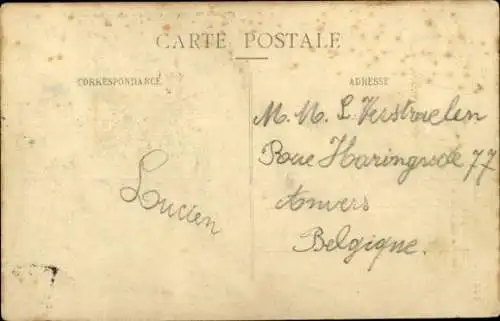 CARTE POSTALE
CORRESPONDANCE
ADRESSE
M. M. L Verstraelen
Rue Haringrode 77
Anvers
Belgique.
Lucien